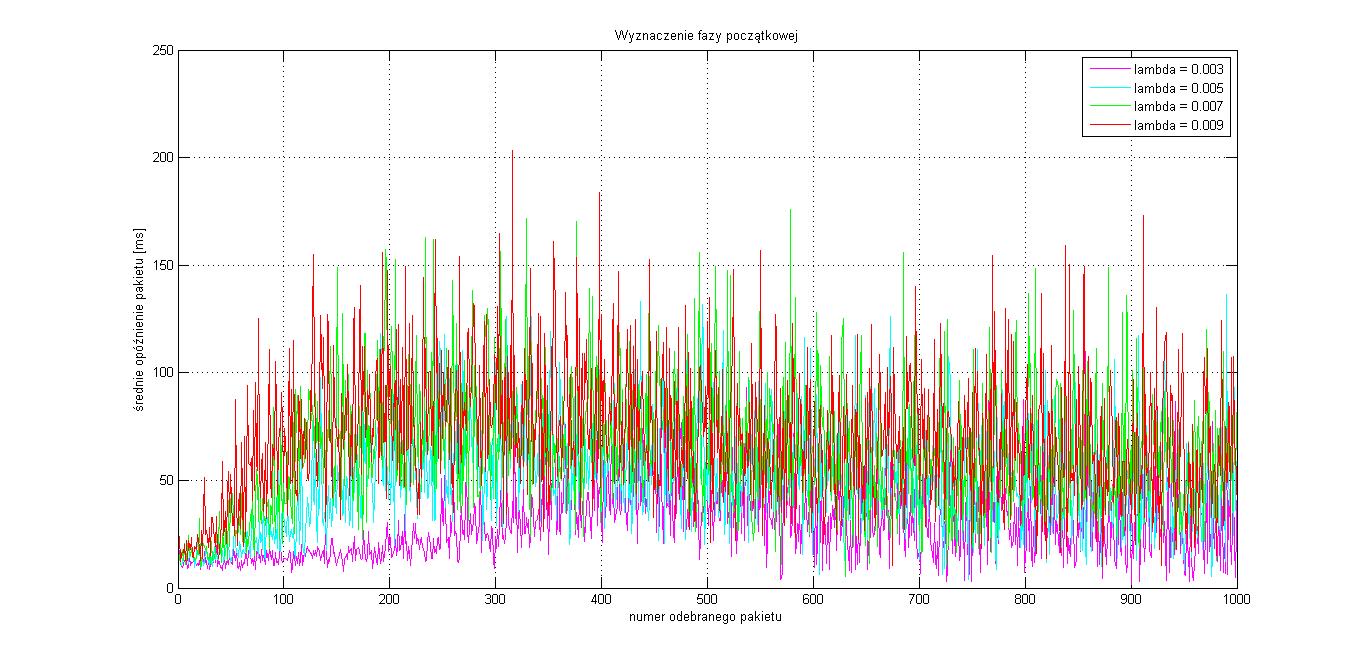 Wyznaczenie fazy początkowej
250
200
150
100
50
0
średnie opóźnienie pakietu [ms]
lambda = 0.003
lambda = 0.005
lambda = 0.007
lambda = 0.009
0 100 200 300 400 500 600 700 800 900 1000
numer odebranego pakietu